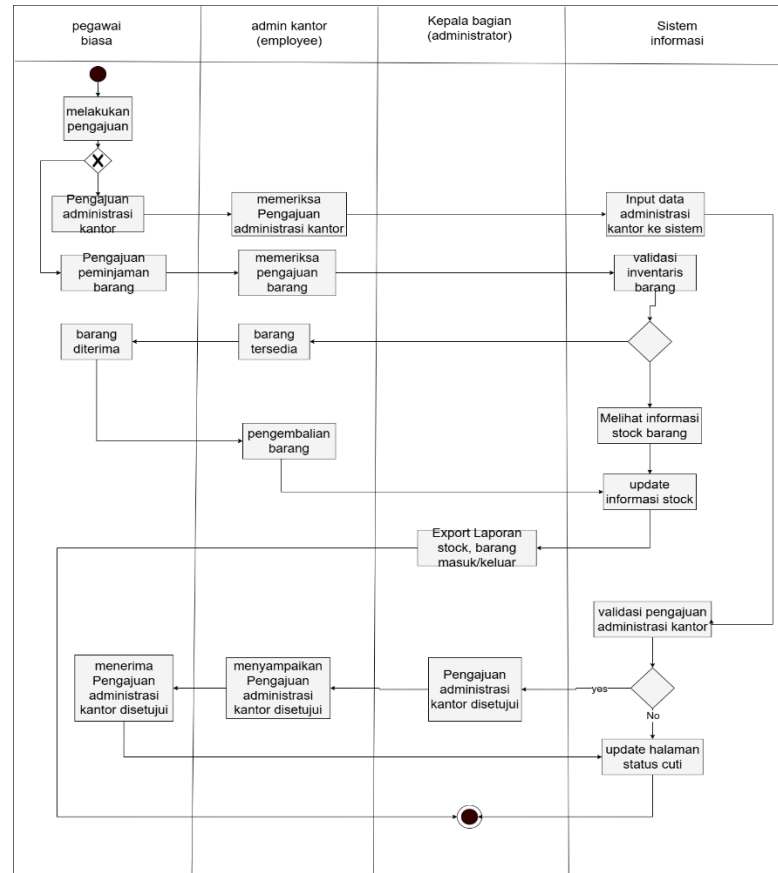 pegawai
biasa
admin kantor
(employee)
Kepala bagian
(administrator)
Sistem
informasi
melakukan
pengajuan
X
Pengajuan
administrasi
kantor
memeriksa
Pengajuan
administrasi kantor
Input data
administrasi
kantor ke sistem
Pengajuan
peminjaman
barang
memeriksa
pengajuan
barang
validasi
inventaris
barang
barang
diterima
barang
tersedia
Melihat informasi
stock barang
pengembalian
barang
update
informasi stock
Export Laporan
stock, barang
masuk/keluar
validasi pengajuan
administrasi kantor
menerima
Pengajuan
administrasi
kantor disetujui
menyampaikan
Pengajuan
administrasi
kantor disetujui
Pengajuan
administrasi
kantor disetujui
yes
No
update halaman
status cuti